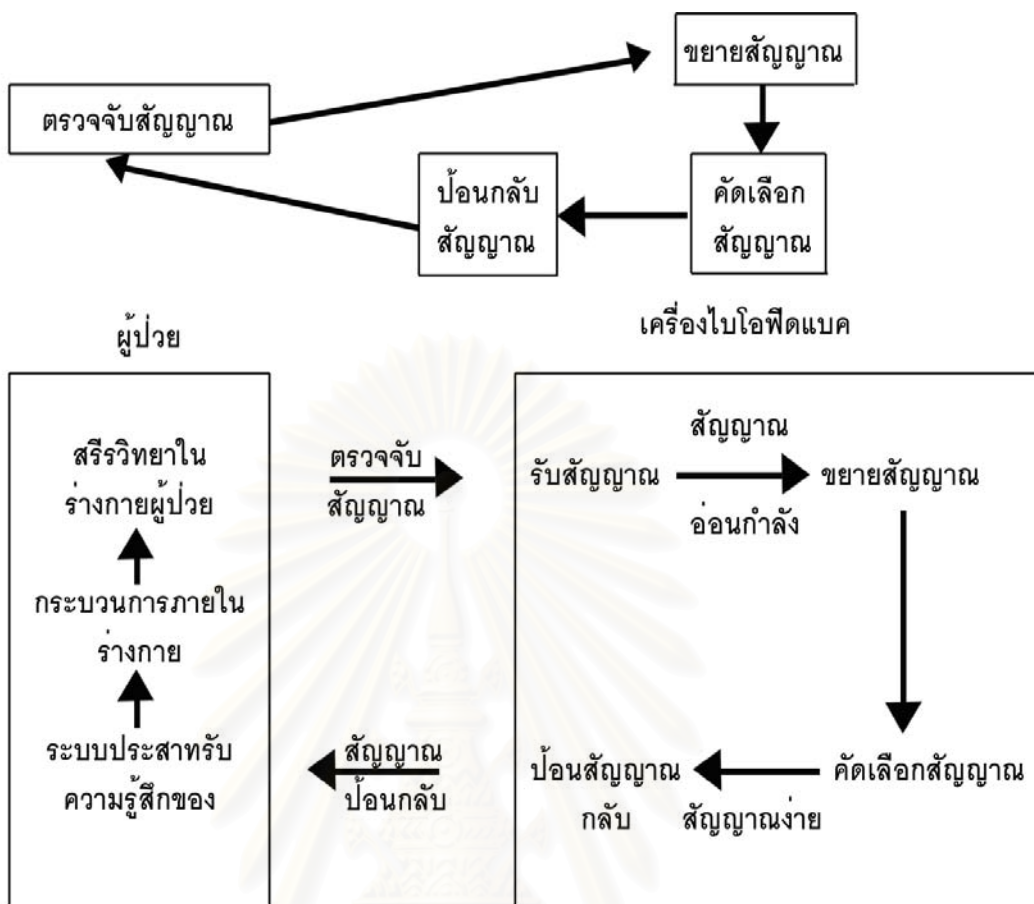 ขยายสัญญาณ
ตรวจจับสัญญาณ
ป้อนกลับ
สัญญาณ
คัดเลือก
สัญญาณ
ผู้ป่วย
เครื่องไบโอฟีดแบค
สรีรวิทยาใน
ร่างกายผู้ป่วย
กระบวนการภายใน
ร่างกาย
ระบบประสาทรับ
ความรู้สึกของ
ตรวจจับ
สัญญาณ
สัญญาณ
ป้อนกลับ
รับสัญญาณ
สัญญาณ
อ่อนกำลัง
ขยายสัญญาณ
คัดเลือกสัญญาณ
สัญญาณง่าย
ป้อนสัญญาณ
กลับ